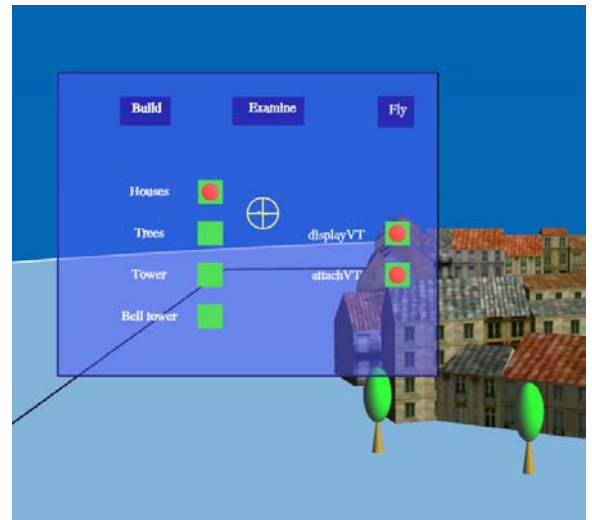 Build Examine Fly
Houses
Trees displayVT
Tower attachVT
Bell tower